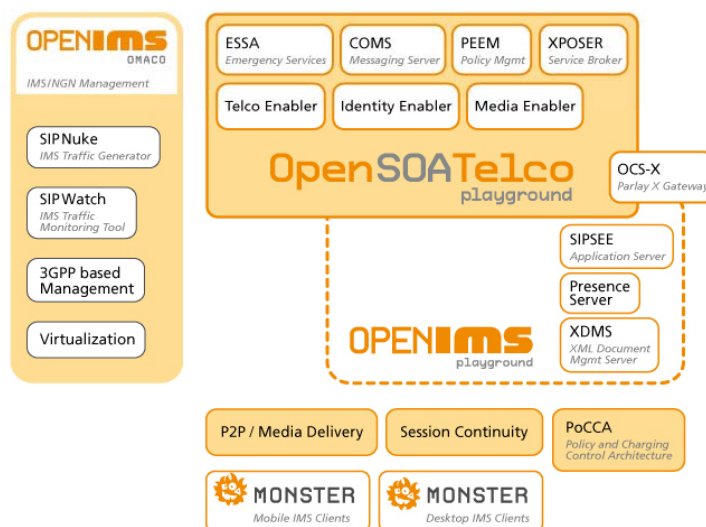 OPENIMS
OMACO
IMS/NGN Management
SIPNuke
IMS Traffic Generator
SIPWatch
IMS Traffic
Monitoring Tool
3GPP based
Management
Virtualization
ESSA
Emergency Services
COMS
Messaging Server
PEEM
Policy Mgmt
XPOSER
Service Broker
Telco Enabler
Identity Enabler
Media Enabler
OpenSOATelco
playground
OCS-X
Parlay X Gateway
SIPSEE
Application Server
Presence
Server
XDMS
XML Document
Mgmt Server
OPENIMS
playground
P2P / Media Delivery
Session Continuity
PoCCA
Policy and Charging
Control Architecture
MONSTER
Mobile IMS Clients
MONSTER
Desktop IMS Clients